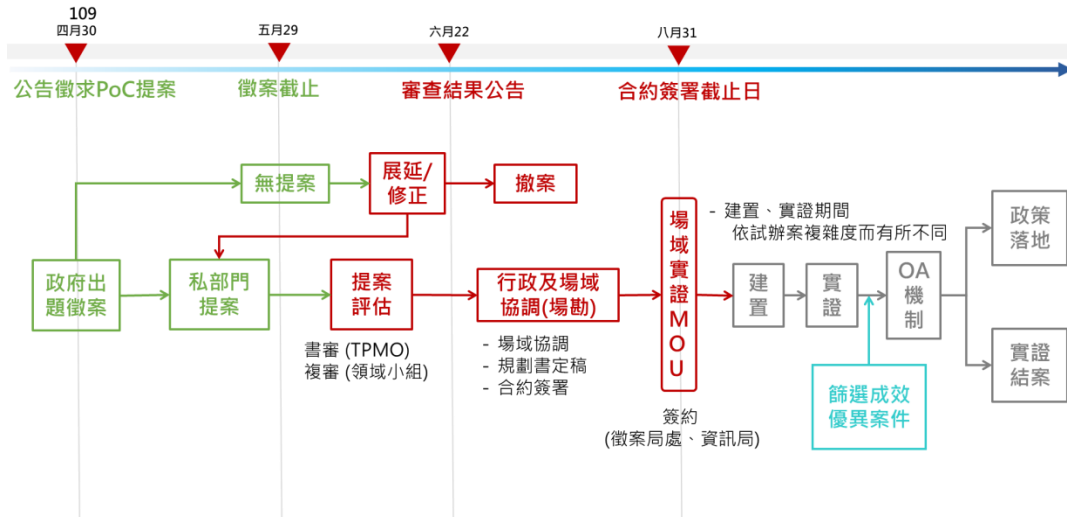 109
四月30
五月29
六月22
八月31
公告徵求PoC提案
徵案截止
審查結果公告
合約簽署截止日
無提案
展延/
修正
撤案
政府出
題徵案
私部門
提案
提案
評估
書審 (TPMO)
複審 (領域小組)
行政及場域
協調(場勘)
- 場域協調
- 規劃書定稿
- 合約簽署
場域實證MOU
簽約
(徵案局處、資訊局)
- 建置、實證期間
依試辦案複雜度而有所不同
建置
實證
OA
機制
篩選成效
優異案件
政策
落地
實證
結案